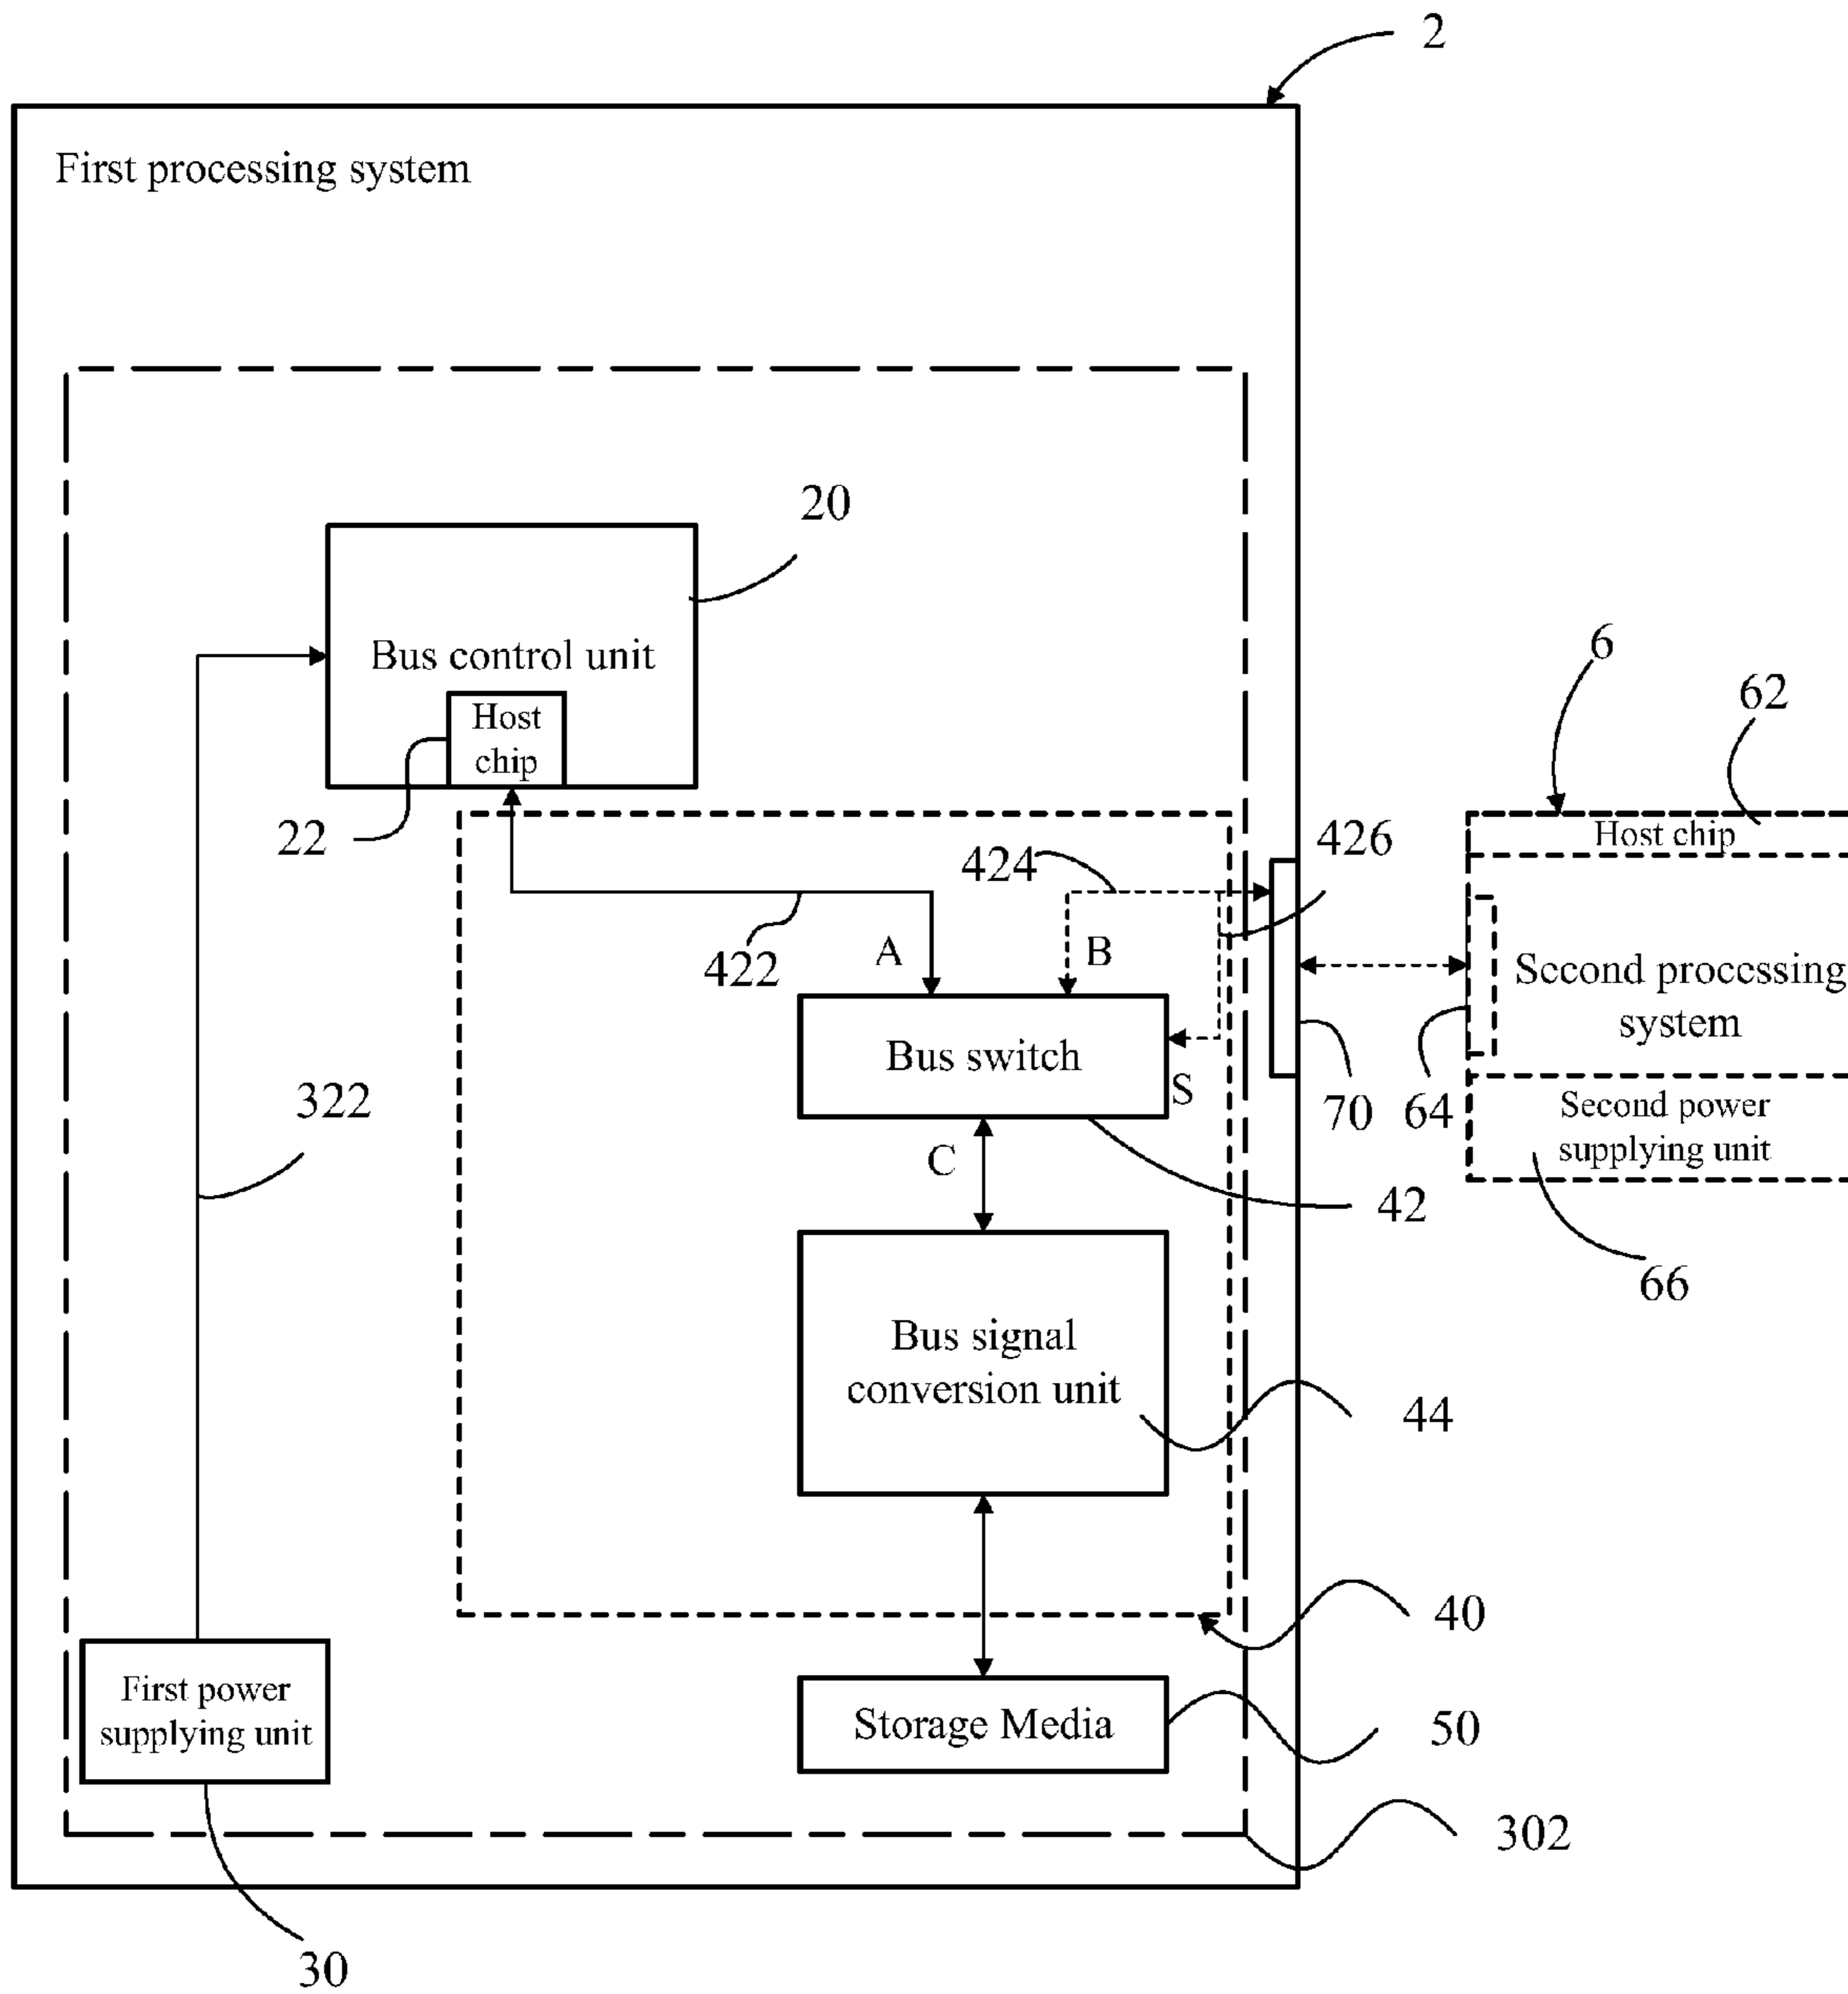 2
First processing system
20
Bus control unit
Host
chip
22
6
62
Host chip
426
424
422
A
B
Second processing
system
Bus switch
S
322
70
64
Second power
supplying unit
C
42
66
Bus signal
conversion unit
44
40
First power
supplying unit
Storage Media
50
302
30